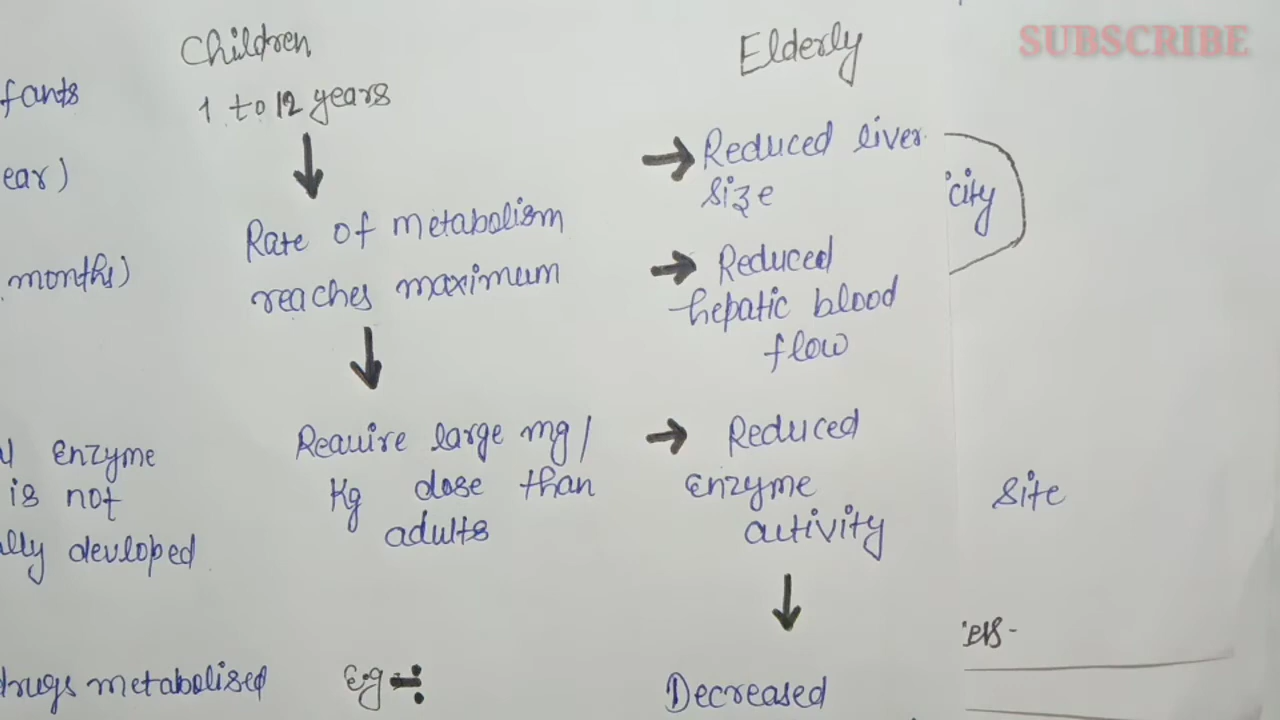 SUBSCRIBE
fants
ear)
months)
Enzyme
is not
ally devloped
drugs metabolised
Children
1 to 12 years
Rate of metabolism
reaches maximum
Require large mg/
Kg dose than
adults
Eg -:
Elderly
Reduced liver
size
Reduced
hepatic blood
flow
Reduced
enzyme
activity
Decreased
city
site